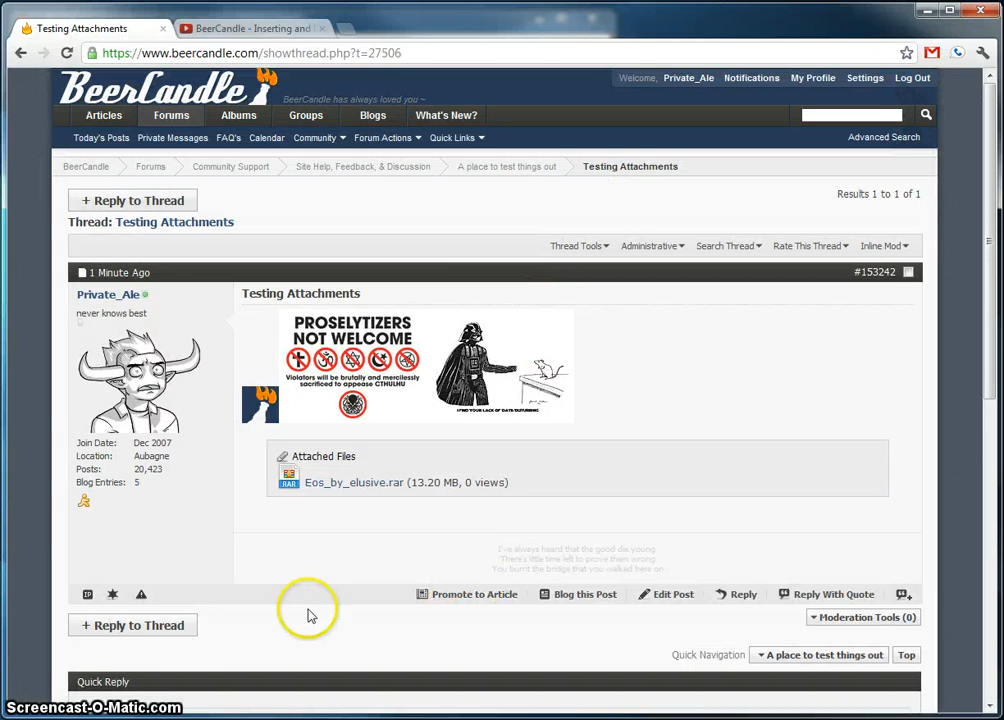 Testing Attachments
BeerCandle - Inserting and
https://www.beercandle.com/showthread.php?t=27506
BeerCandle
BeerCandle has always loved you ~
Welcome, Private_Ale Notifications My Profile Settings Log Out
Articles Forums Albums Groups Blogs What's New?
Today's Posts Private Messages FAQ's Calendar Community Forum Actions Quick Links
Advanced Search
BeerCandle Forums Community Support Site Help, Feedback, & Discussion A place to test things out Testing Attachments
+ Reply to Thread
Results 1 to 1 of 1
Thread: Testing Attachments
Thread Tools Administrative Search Thread Rate This Thread Inline Mod
1 Minute Ago
#153242
Private_Ale
never knows best
Testing Attachments
PROSELYTIZERS
NOT WELCOME
Violators will be brutally and mercilessly
sacrificed to appease CTHULHU
I FIND YOUR LACK OF DATA DISTURBING
Join Date: Dec 2007
Location: Aubagne
Posts: 20,423
Blog Entries: 5
Attached Files
RAR
Eos_by_elusive.rar (13.20 MB, 0 views)
I've always heard that the good die young
There's little time left to prove them wrong
You burnt the bridge that you walked here on
IP
Promote to Article Blog this Post Edit Post Reply Reply With Quote
+ Reply to Thread
Moderation Tools (0)
Quick Navigation A place to test things out Top
Quick Reply
Screencast-O-Matic.com